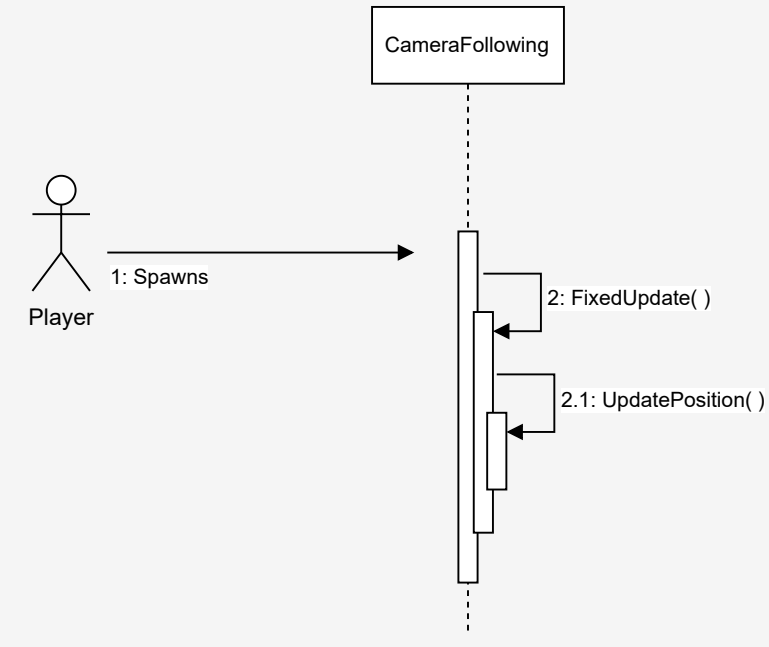 CameraFollowing
1: Spawns
Player
2: FixedUpdate( )
2.1: UpdatePosition( )